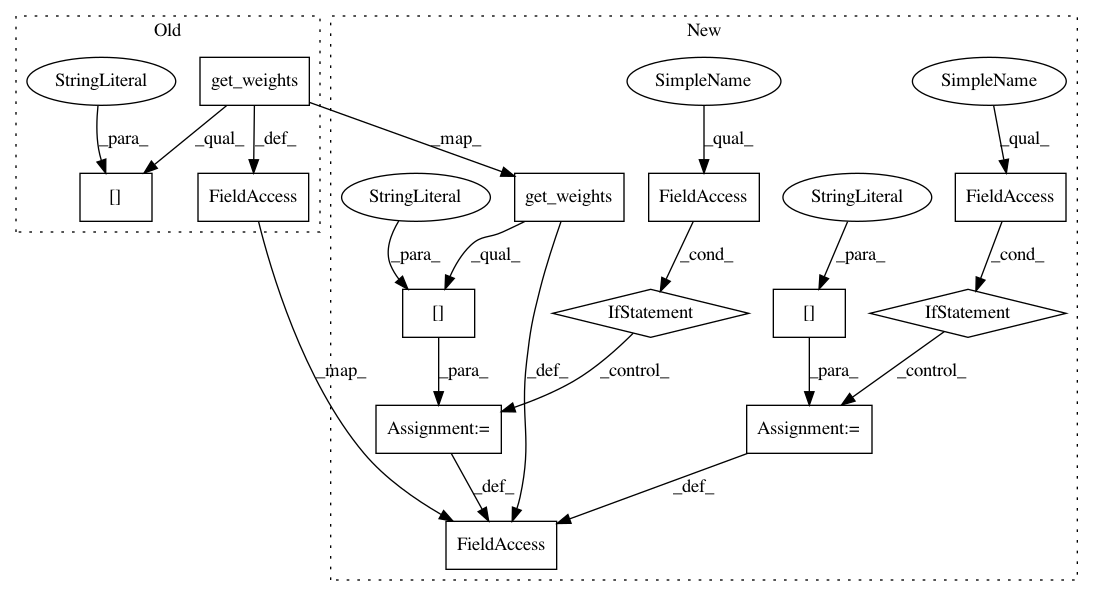 Old
New
StringLiteral
get_weights
SimpleName
SimpleName
_para_
_qual_
_def_
_map_
_qual_
_qual_
[]
FieldAccess
StringLiteral
get_weights
FieldAccess
StringLiteral
FieldAccess
_para_
_qual_
_cond_
_para_
_cond_
[]
IfStatement
[]
IfStatement
_map_
_para_
_def_
_control_
_para_
_control_
Assignment:=
Assignment:=
_def_
_def_
FieldAccess